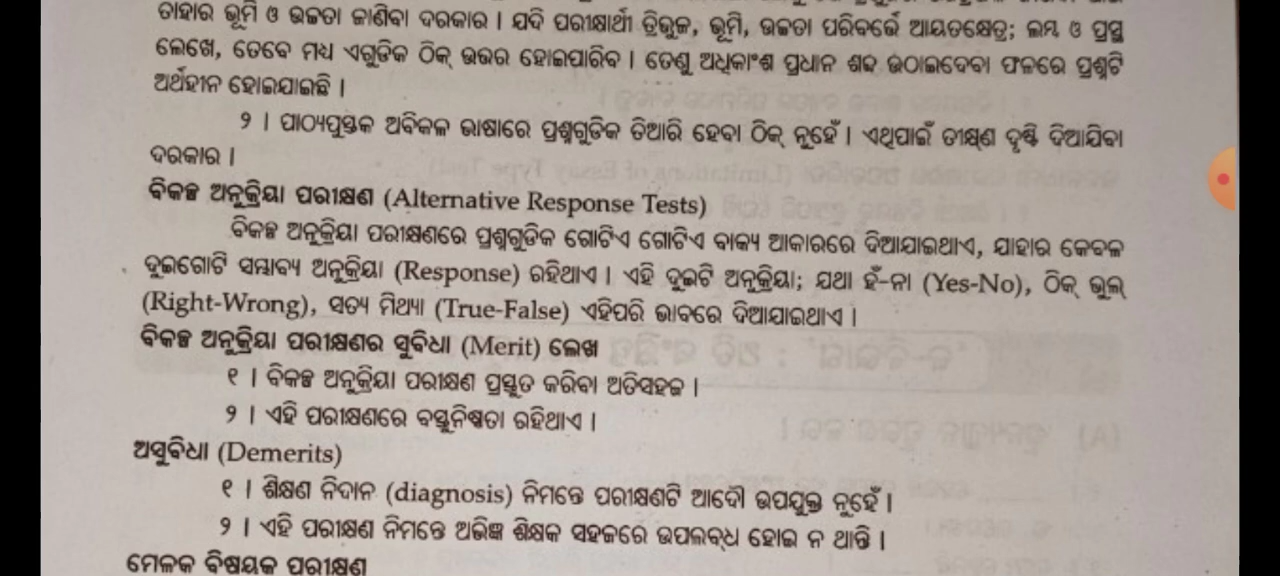 ତାହାର ଭୂମି ଓ ଉଚ୍ଚତା ଜାଣିବା ଦରକାର । ଯଦି ପରୀକ୍ଷାର୍ଥୀ ତ୍ରିଭୁଜ, ଭୂମି, ଉଚ୍ଚତା ପରିବର୍ତ୍ତେ ଆୟତକ୍ଷେତ୍ର; ଲମ୍ବ ଓ ପ୍ରସ୍ଥ
ଲେଖେ, ତେବେ ମଧ୍ୟ ଏଗୁଡିକ ଠିକ୍ ଉତ୍ତର ହୋଇପାରିବ । ତେଣୁ ଅଧିକାଂଶ ପ୍ରଧାନ ଶବ୍ଦ ଉଠାଇଦେବା ଫଳରେ ପ୍ରଶ୍ନଟି
ଅର୍ଥହୀନ ହୋଇଯାଇଛି ।
୨ । ପାଠ୍ୟପୁସ୍ତକ ଅବିକଳ ଭାଷାରେ ପ୍ରଶ୍ନଗୁଡିକ ତିଆରି ହେବା ଠିକ୍ ନୁହେଁ । ଏଥିପାଇଁ ତୀକ୍ଷ୍ଣ ଦୃଷ୍ଟି ଦିଆଯିବା
ଦରକାର ।
ବିକଳ୍ପ ଅନୁକ୍ରିୟା ପରୀକ୍ଷଣ (Alternative Response Tests)
ବିକଳ୍ପ ଅନୁକ୍ରିୟା ପରୀକ୍ଷଣରେ ପ୍ରଶ୍ନଗୁଡିକ ଗୋଟିଏ ଗୋଟିଏ ବାକ୍ୟ ଆକାରରେ ଦିଆଯାଇଥାଏ, ଯାହାର କେବଳ
ଦୁଇଗୋଟି ସମ୍ଭାବ୍ୟ ଅନୁକ୍ରିୟା (Response) ରହିଥାଏ । ଏହି ଦୁଇଟି ଅନୁକ୍ରିୟା; ଯଥା ହଁ-ନା (Yes-No), ଠିକ୍ ଭୁଲ୍
(Right-Wrong), ସତ୍ୟ ମିଥ୍ୟା (True-False) ଏହିପରି ଭାବରେ ଦିଆଯାଇଥାଏ ।
ବିକଳ୍ପ ଅନୁକ୍ରିୟା ପରୀକ୍ଷଣର ସୁବିଧା (Merit) ଲେଖ
୧ । ବିକଳ୍ପ ଅନୁକ୍ରିୟା ପରୀକ୍ଷଣ ପ୍ରସ୍ତୁତ କରିବା ଅତିସହଜ ।
୨ । ଏହି ପରୀକ୍ଷଣରେ ବସ୍ତୁନିଷ୍ଠତା ରହିଥାଏ ।
ଅସୁବିଧା (Demerits)
୧ । ଶିକ୍ଷଣ ନିଦାନ (diagnosis) ନିମନ୍ତେ ପରୀକ୍ଷଣଟି ଆଦୌ ଉପଯୁକ୍ତ ନୁହେଁ ।
୨ । ଏହି ପରୀକ୍ଷଣ ନିମନ୍ତେ ଅଭିଜ୍ଞ ଶିକ୍ଷକ ସହଜରେ ଉପଲବ୍ଧ ହୋଇ ନ ଥାନ୍ତି ।
ମେଳକ ବିଷୟକ ପରୀକ୍ଷଣ